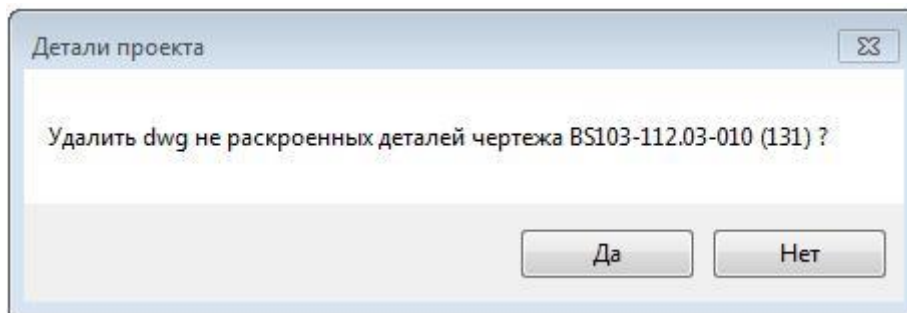 Детали проекта
Удалить dwg не раскроенных деталей чертежа BS103-112.03-010 (131) ?
Да
Нет